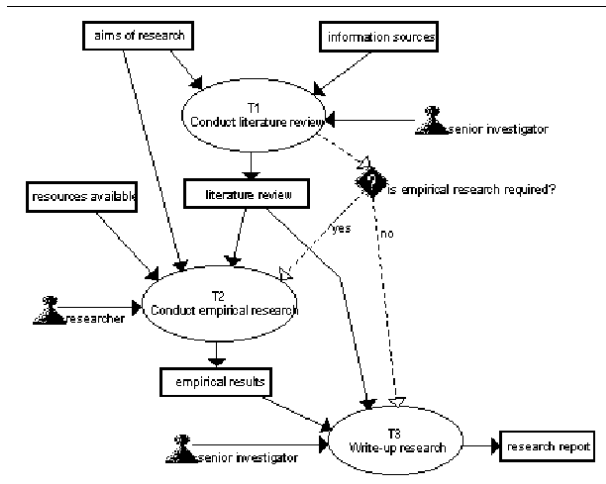 aims of research
information sources
T1
Conduct literature review
senior investigator
?
Is empirical research required?
resources available
literature review
yes
no
T2
Conduct empirical research
researcher
empirical results
T3
Write-up research
senior investigator
research report